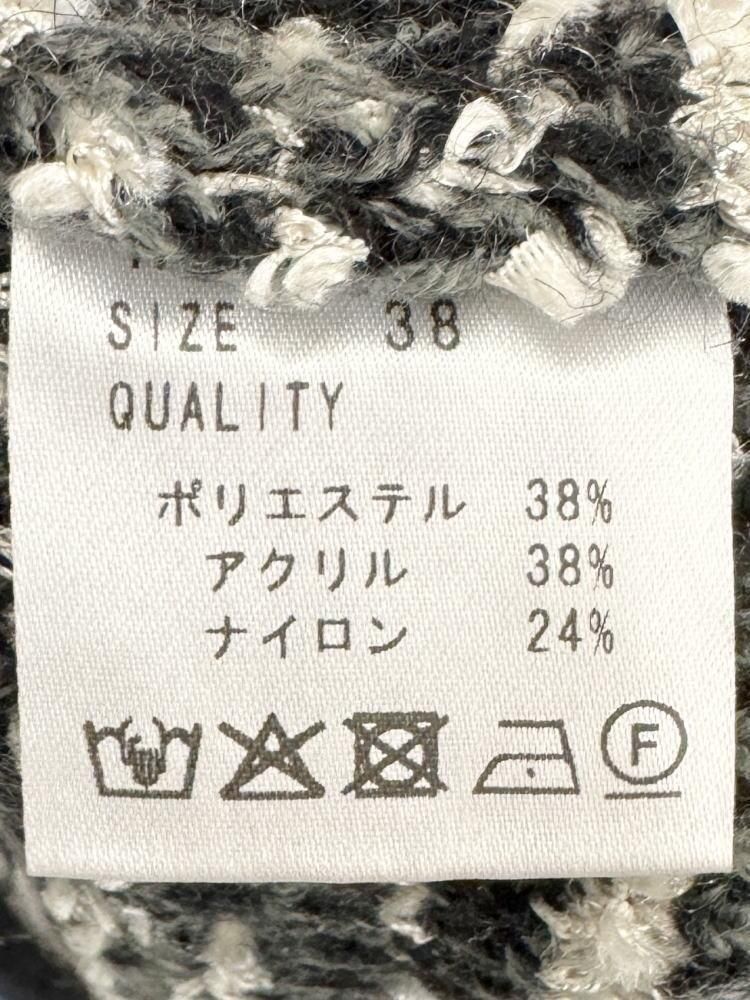 SIZE 38
QUALITY
ポリエステル 38%
アクリル 38%
ナイロン 24%
F